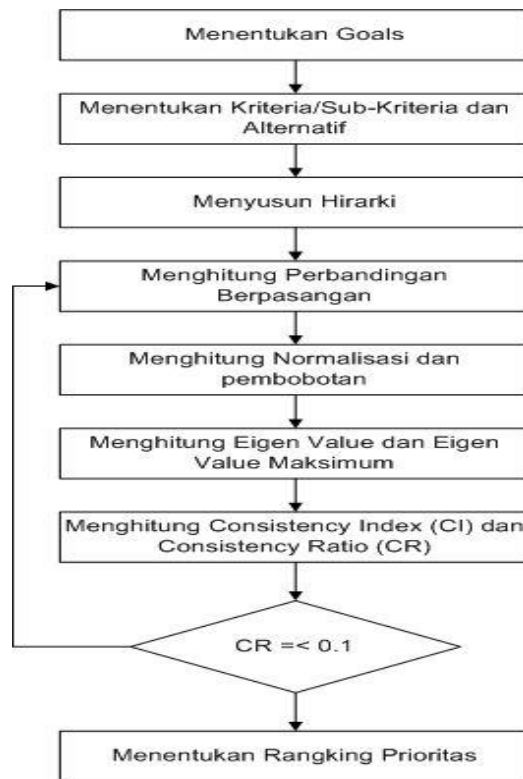 Menentukan Goals
Menentukan Kriteria/Sub-Kriteria dan
Alternatif
Menyusun Hirarki
Menghitung Perbandingan
Berpasangan
Menghitung Normalisasi dan
pembobotan
Menghitung Eigen Value dan Eigen
Value Maksimum
Menghitung Consistency Index (CI) dan
Consistency Ratio (CR)
CR =< 0.1
Menentukan Rangking Prioritas